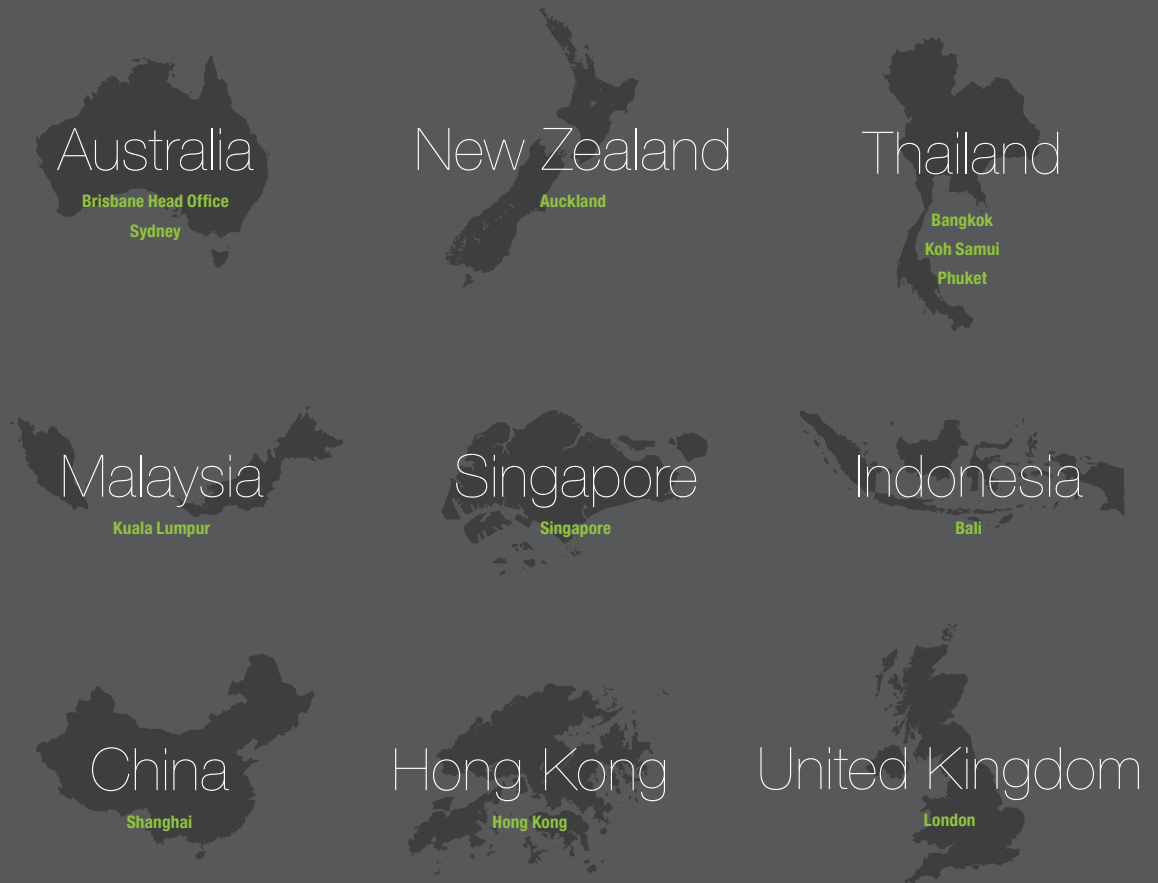 Australia
Brisbane Head Office
Sydney
New Zealand
Auckland
Thailand
Bangkok
Koh Samui
Phuket
Malaysia
Kuala Lumpur
Singapore
Singapore
Indonesia
Bali
China
Shanghai
Hong Kong
Hong Kong
United Kingdom
London